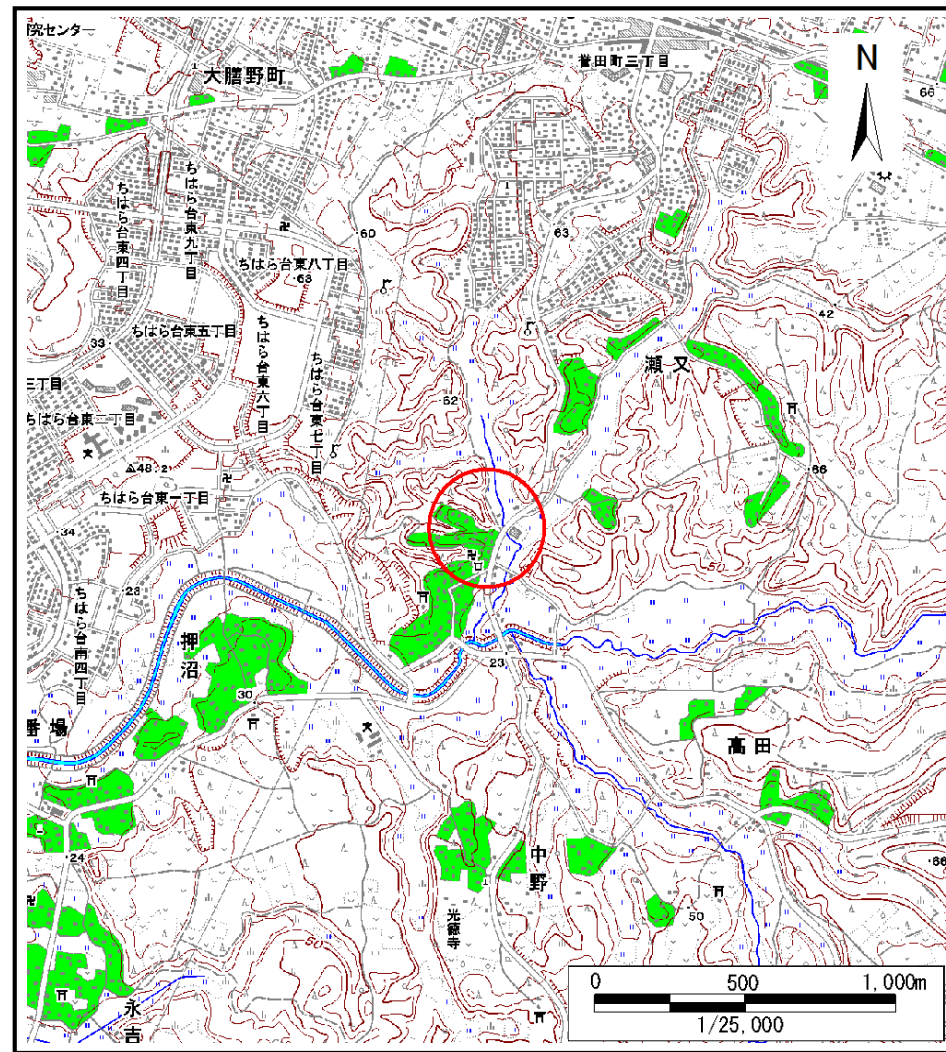 究センター
大膳野町
誉田町三丁目
N
66
ちはら台東四丁目
ちはら台東九丁目
60
63
ちはら台東八丁目
63
42
33
ちはら台東五丁目
ちはら台東六丁目
ちはら台東七丁目
瀬又
三丁目
62
ちはら台東二丁目
66
48.2
ちはら台東一丁目
34
50
23
ちはら台南四丁目
押沼
30
23
番場
高田
24
中野
66
光徳寺
50
50
永吉
0 500 1,000m
1/25,000